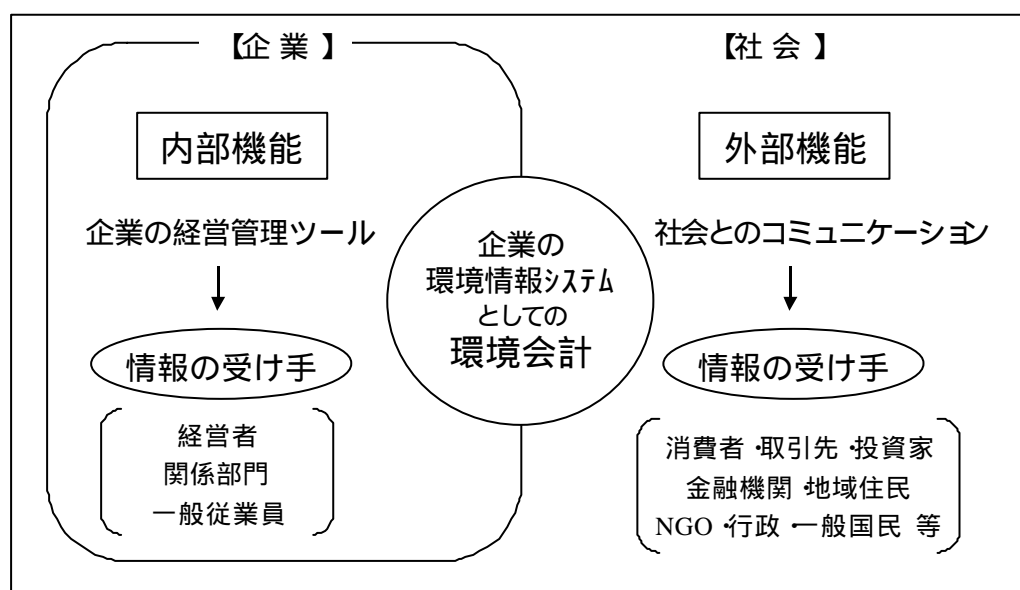 【企 業 】
内部機能
企業の経営管理ツール
情報の受け手
経営者
関係部門
一般従業員
企業の
環境情報ｼｽﾃﾑ
としての
環境会計
【社 会 】
外部機能
社会とのコミュニケーション
情報の受け手
消費者・取引先・投資家
金融機関・地域住民
NGO・行政・一般国民 等